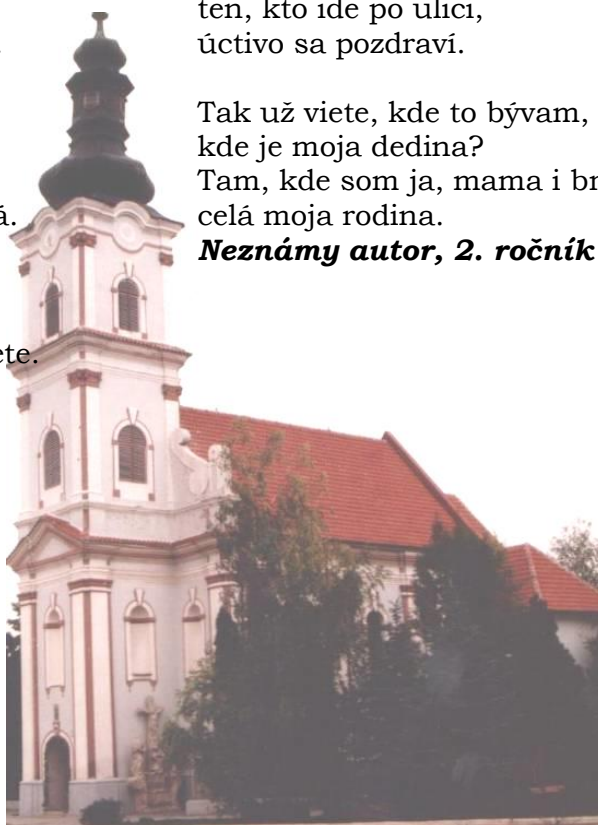 ten, kto ide po ulici,
úctivo sa pozdraví.
Tak už viete, kde to bývam,
kde je moja dedina?
Tam, kde som ja, mama i
celá moja rodina.
Neznámy autor, 2. ročník